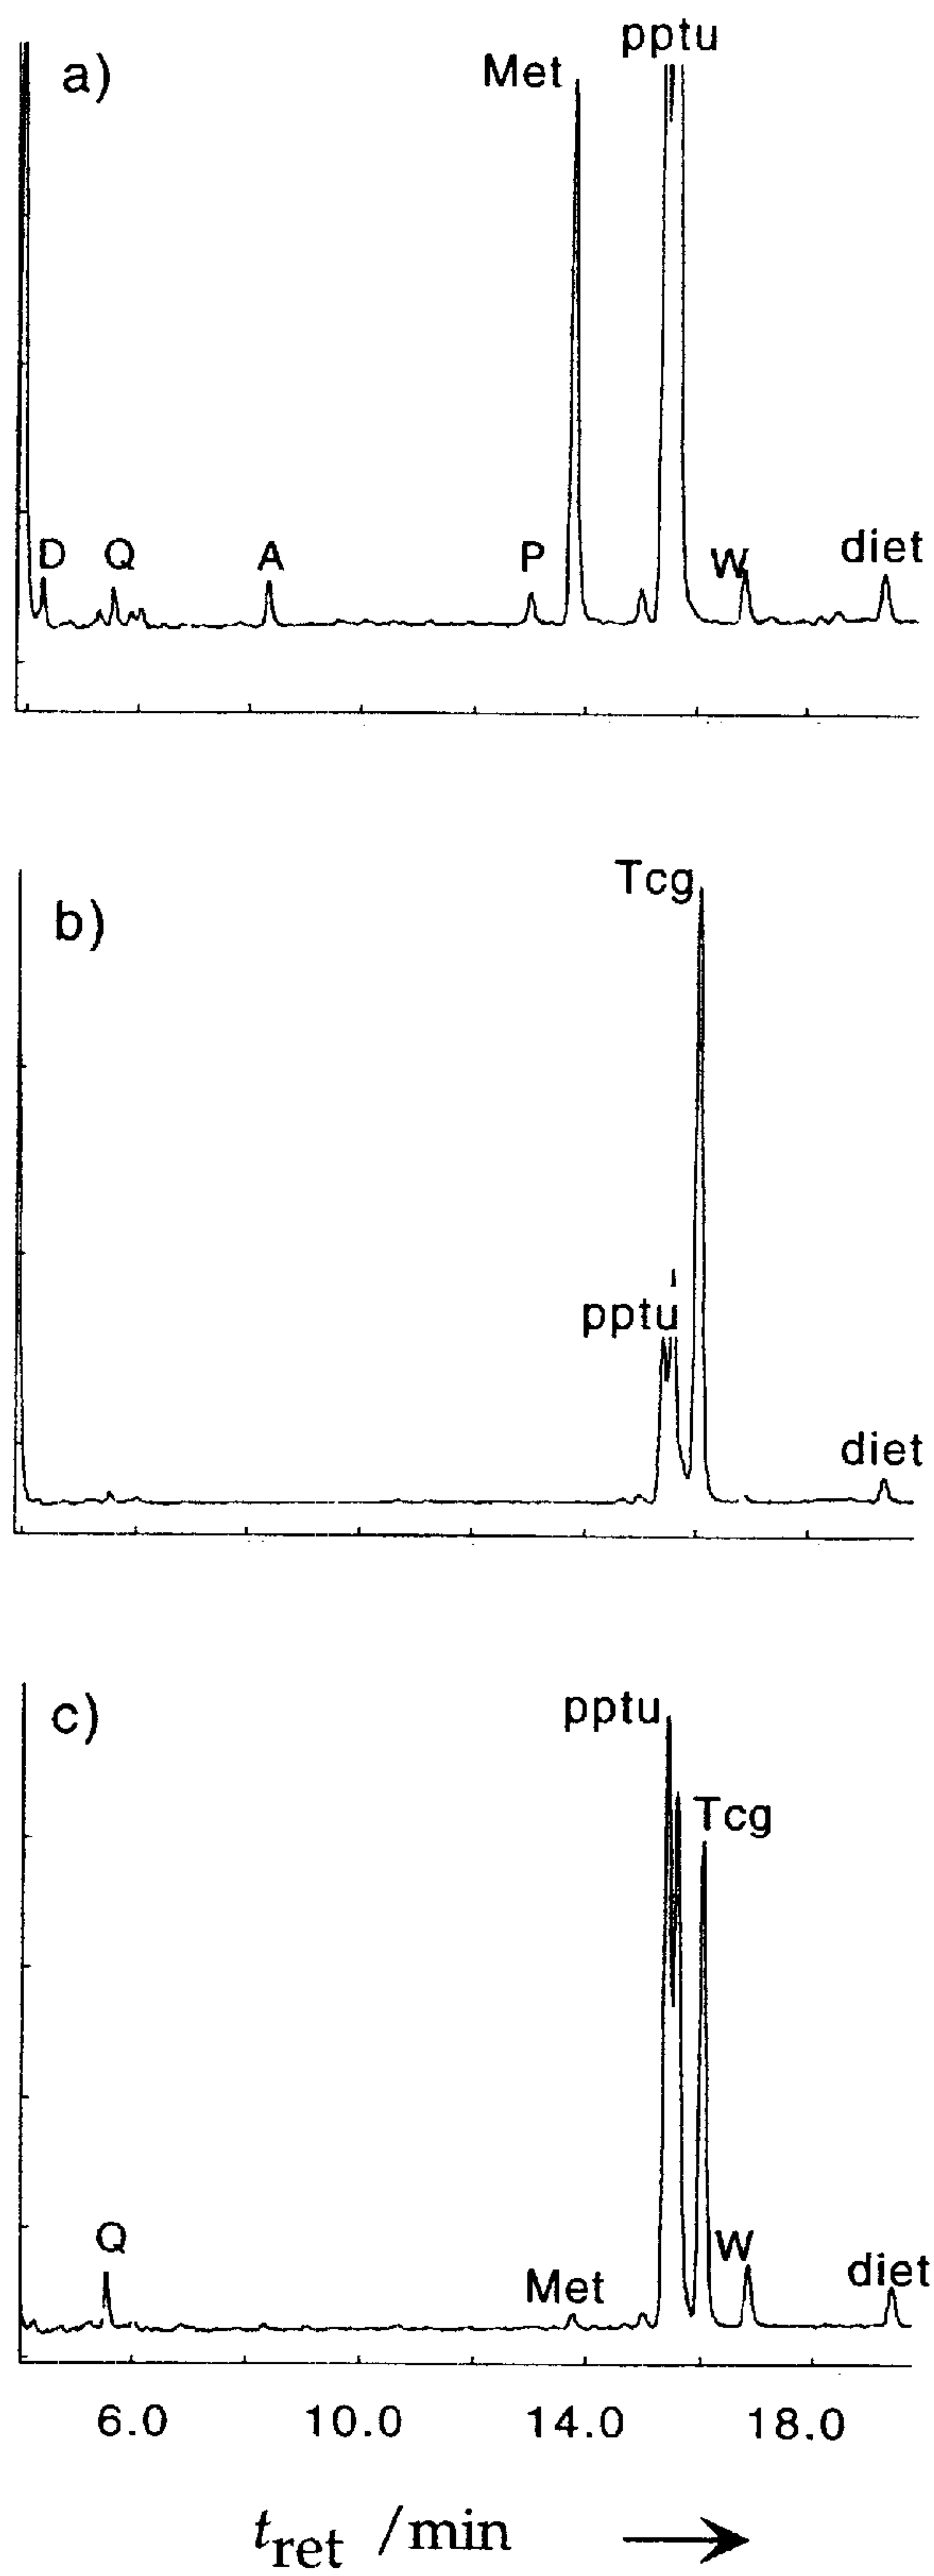 a)
Met
pptu
D
Q
A
P
W
diet
b)
Tcg
pptu
diet
c)
pptu
Tcg
Q
Met
W
diet
6.0 10.0 14.0 18.0
tret /min